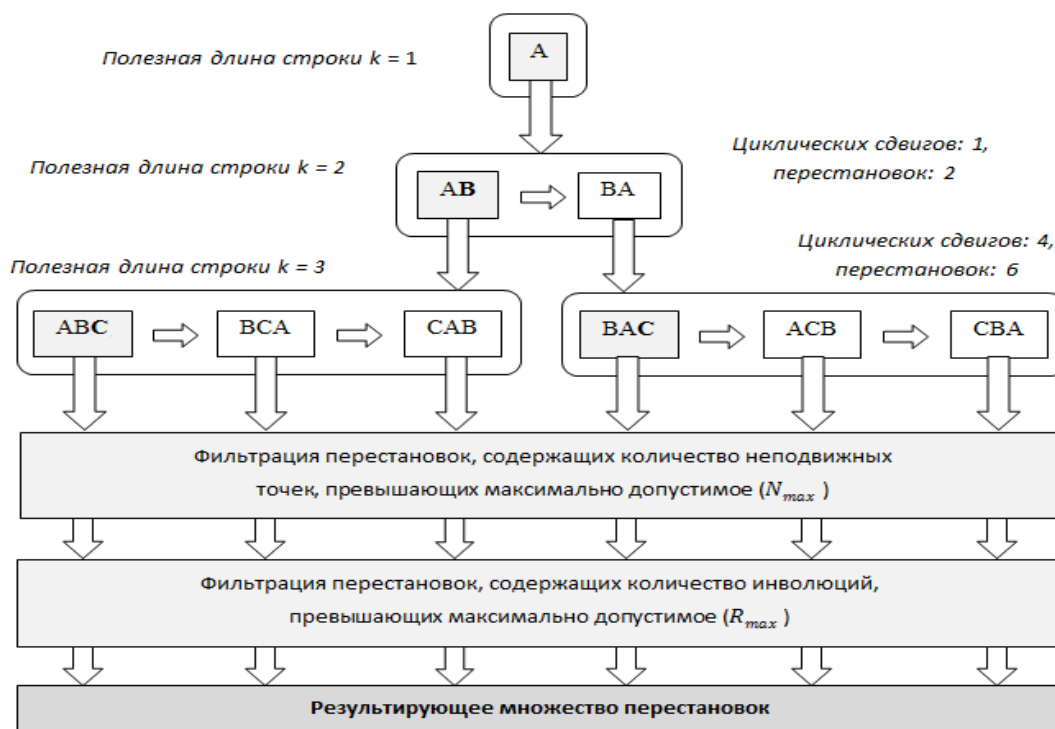 Полезная длина строки k = 1
A
Полезная длина строки k = 2
Циклических сдвигов: 1,
перестановок: 2
AB
BA
Циклических сдвигов: 4,
перестановок: 6
Полезная длина строки k = 3
ABC
BCA
CAB
BAC
ACB
CBA
Фильтрация перестановок, содержащих количество неподвижных
точек, превышающих максимально допустимое (N_max )
Фильтрация перестановок, содержащих количество инволюций,
превышающих максимально допустимое (R_max )
Результирующее множество перестановок